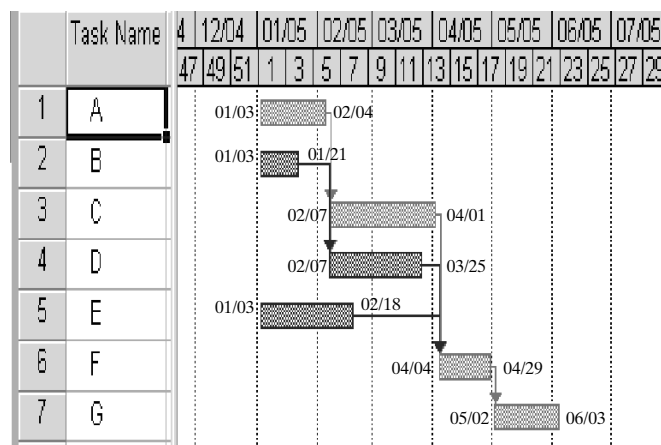 Task Name 4 12/04 01/05 02/05 03/05 04/05 05/05 06/05 07/05
47 49 51 1 3 5 7 9 11 13 15 17 19 21 23 25 27 29
1 A 01/03 02/04
2 B 01/03 01/21
3 C 02/07 04/01
4 D 02/07 03/25
5 E 01/03 02/18
6 F 04/04 04/29
7 G 05/02 06/03